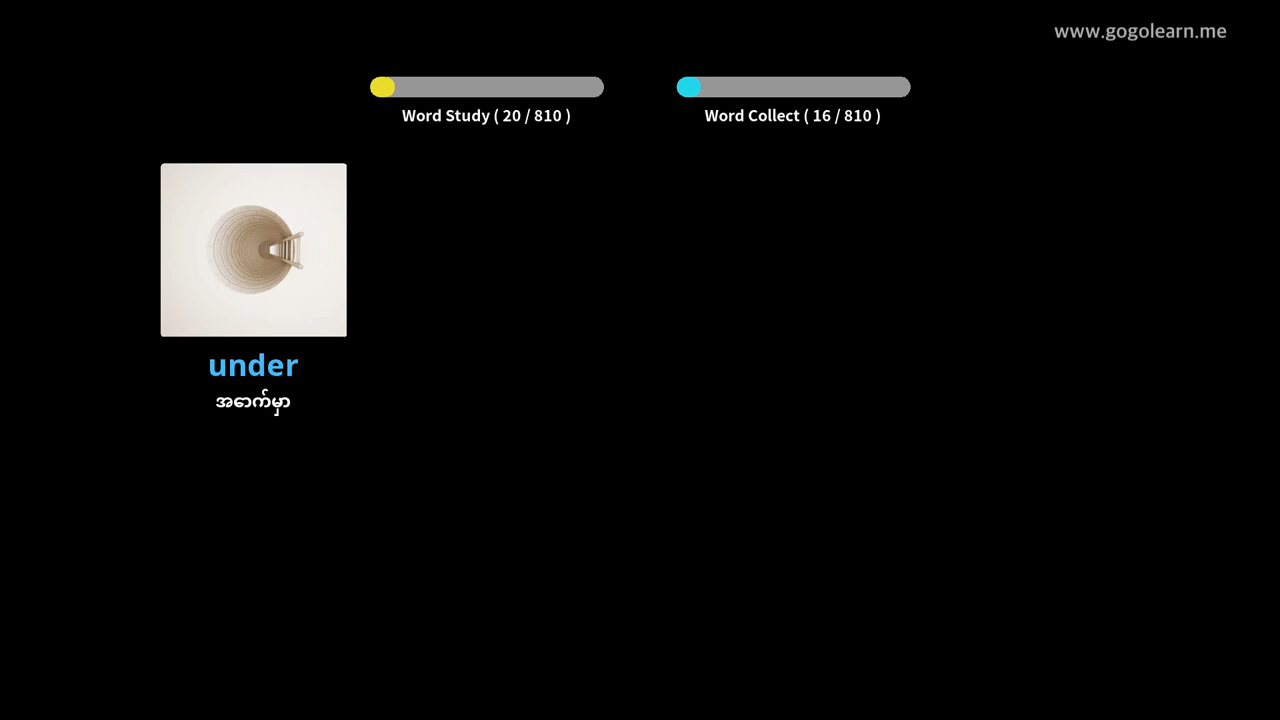 www.gogolearn.me
Word Study ( 20 / 810 )
Word Collect ( 16 / 810 )
under
အောက်မှာ